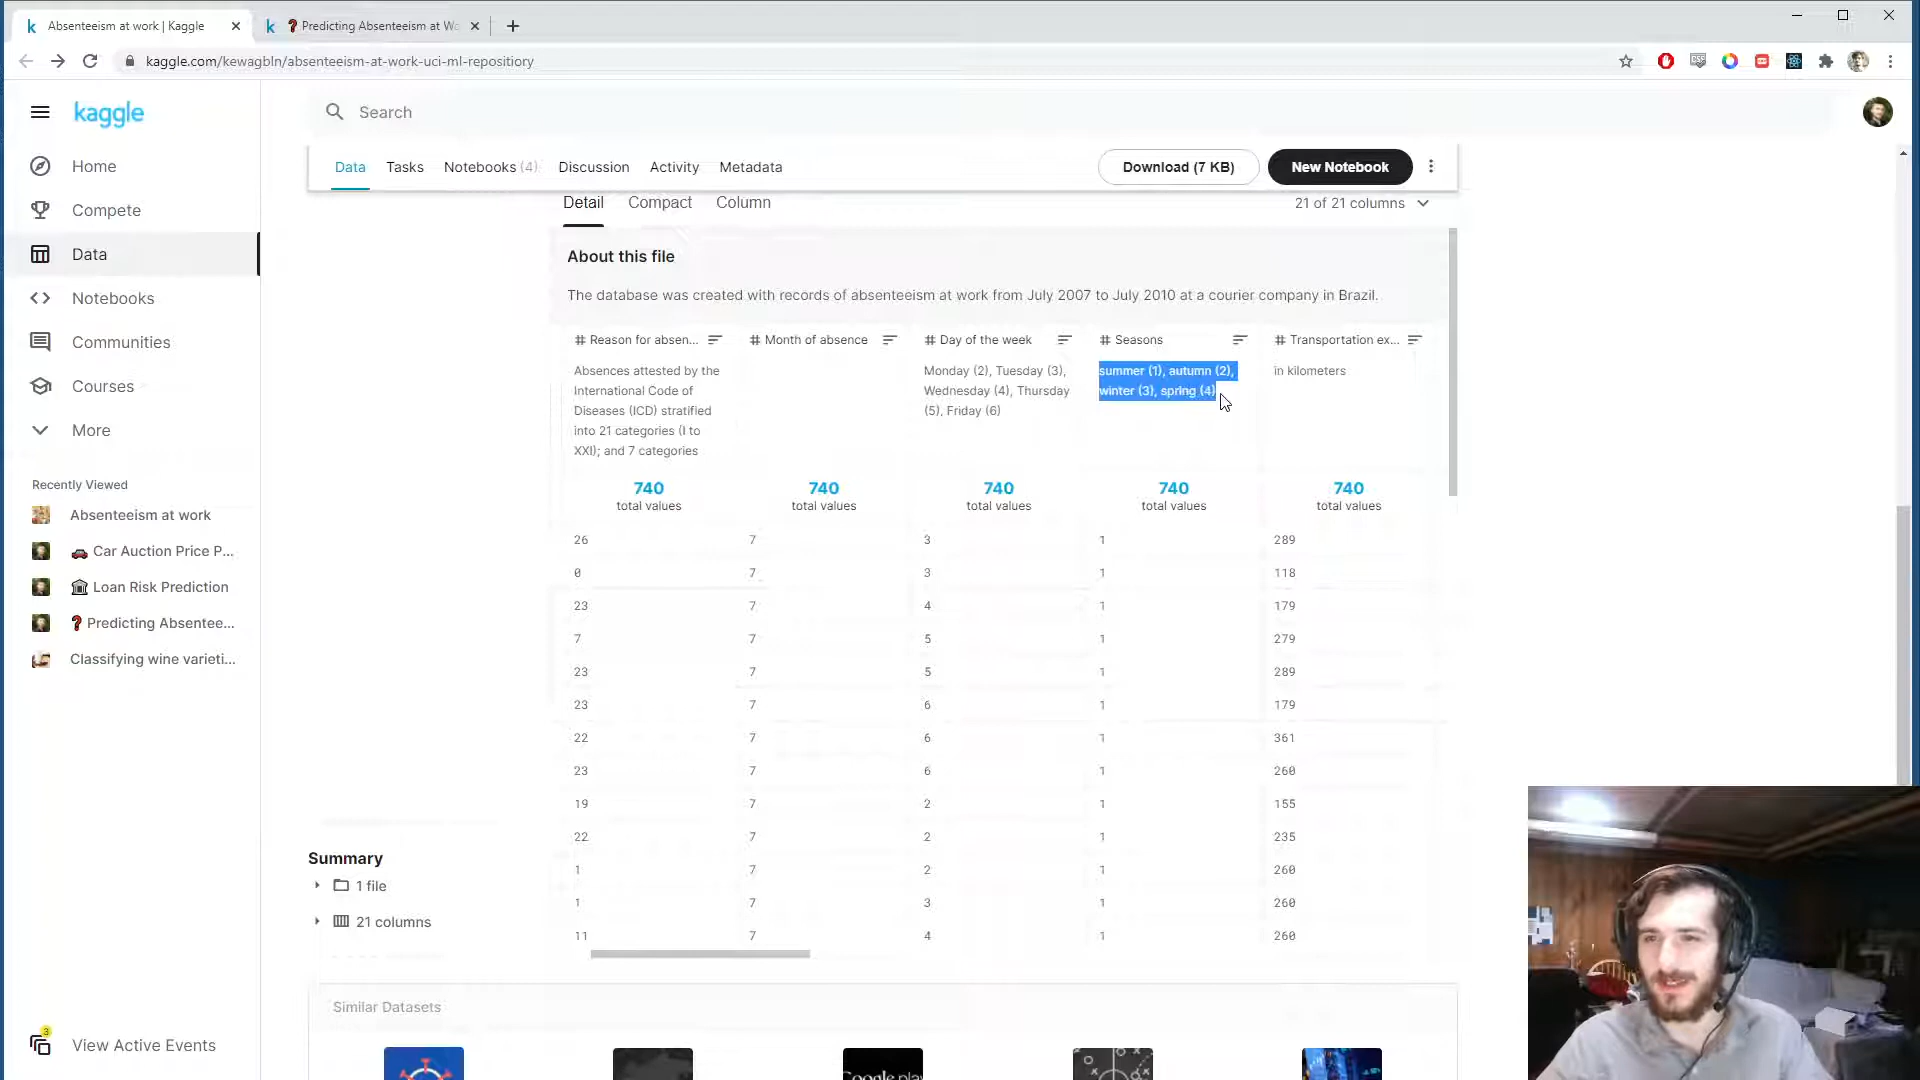 Absenteeism at work | Kaggle
❓ Predicting Absenteeism at Wo
kaggle.com/kewagbln/absenteeism-at-work-uci-ml-repositiory
kaggle
Search
Home
Compete
Data
Notebooks
Communities
Courses
More
Recently Viewed
Absenteeism at work
🚗 Car Auction Price P...
🏛 Loan Risk Prediction
❓ Predicting Absentee...
Classifying wine varieti...
3
View Active Events
Data Tasks Notebooks (4) Discussion Activity Metadata
Download (7 KB)
New Notebook
Detail Compact Column
21 of 21 columns
About this file
The database was created with records of absenteeism at work from July 2007 to July 2010 at a courier company in Brazil.
# Reason for absen... # Month of absence # Day of the week # Seasons # Transportation ex...
Absences attested by the
International Code of
Diseases (ICD) stratified
into 21 categories (I to
XXI); and 7 categories
Monday (2), Tuesday (3),
Wednesday (4), Thursday
(5), Friday (6)
summer (1), autumn (2),
winter (3), spring (4)
in kilometers
740 740 740 740 740
total values total values total values total values total values
26 7 3 1 289
0 7 3 1 118
23 7 4 1 179
7 7 5 1 279
23 7 5 1 289
23 7 6 1 179
22 7 6 1 361
23 7 6 1 260
19 7 2 1 155
22 7 2 1 235
1 7 2 1 260
1 7 3 1 260
11 7 4 1 260
Summary
1 file
21 columns
Similar Datasets
Google play